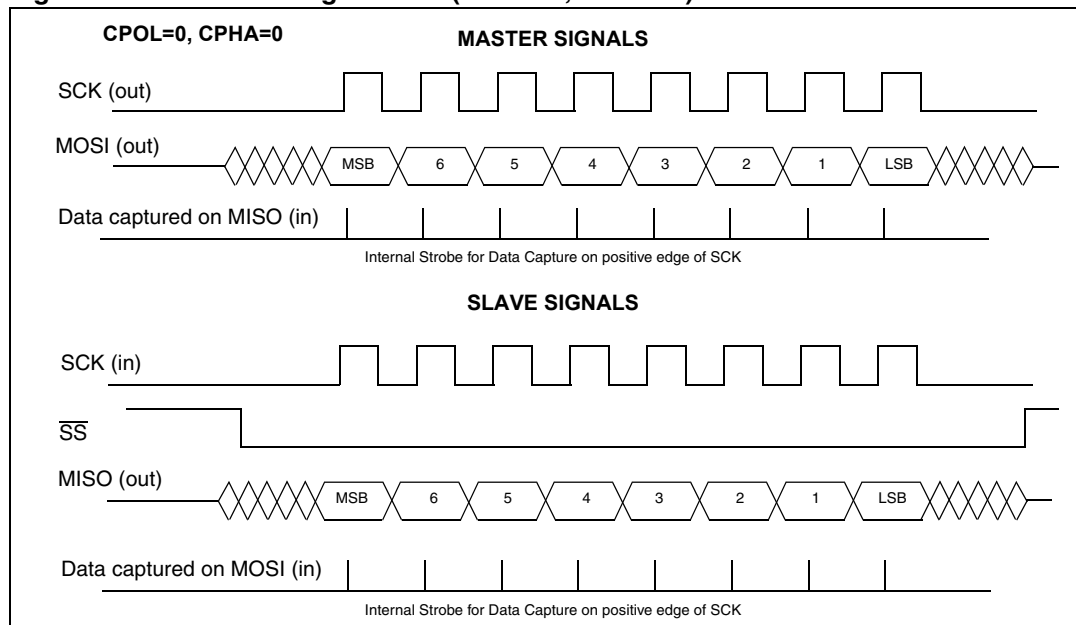 CPOL=0, CPHA=0
MASTER SIGNALS
SCK (out)
MOSI (out)
MSB 6 5 4 3 2 1 LSB
Data captured on MISO (in)
Internal Strobe for Data Capture on positive edge of SCK
SLAVE SIGNALS
SCK (in)
SS
MISO (out)
MSB 6 5 4 3 2 1 LSB
Data captured on MOSI (in)
Internal Strobe for Data Capture on positive edge of SCK